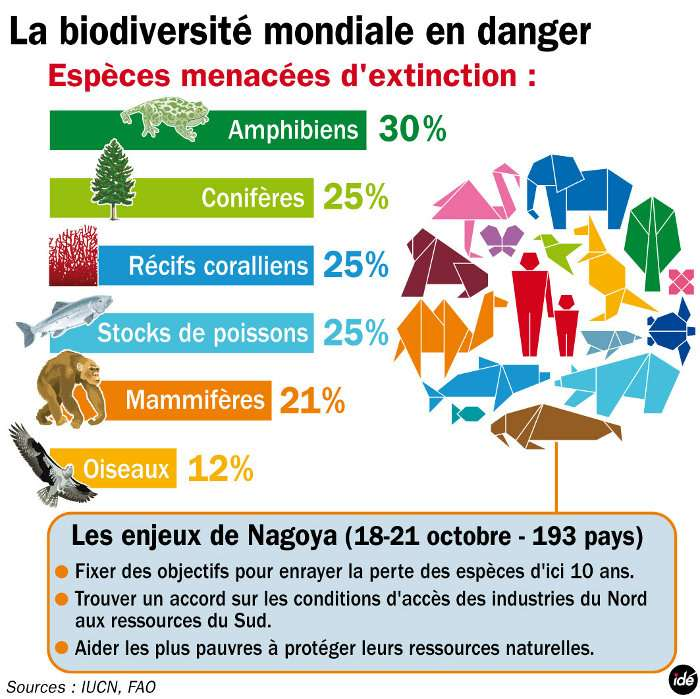 La biodiversité mondiale en danger
Espèces menacées d'extinction :
Amphibiens 30%
Conifères 25%
Récifs coralliens 25%
Stocks de poissons 25%
Mammifères 21%
Oiseaux 12%
Les enjeux de Nagoya (18-21 octobre - 193 pays)
Fixer des objectifs pour enrayer la perte des espèces d'ici 10 ans.
Trouver un accord sur les conditions d'accès des industries du Nord
aux ressources du Sud.
Aider les plus pauvres à protéger leurs ressources naturelles.
Sources : IUCN, FAO
idé